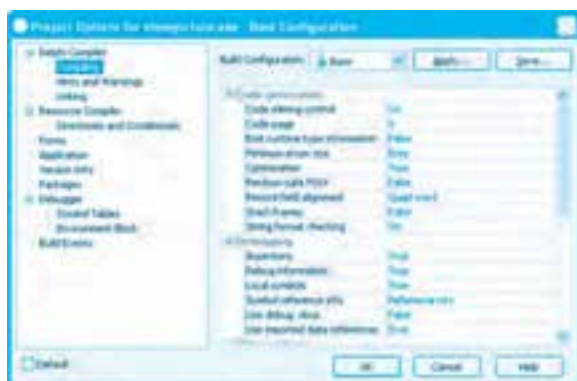 Project Options for
Base Configuration
Delphi Compiler
Compiling
Hints and Warnings
Linking
Resource Compiler
Directories and Conditionals
Forms
Application
Version Info
Packages
Debugger
Symbol Tables
Environment Block
Build Events
Build Configuration: Base
Apply...
Save...
Code generation
Code inlining control On
Code page 0
Emit runtime type information False
Minimum enum size Byte
Optimization True
Pentium-safe FDIV False
Record field alignment Quad word
Stack frames False
String format checking On
Debugging
Assertions True
Debug information True
Local symbols True
Symbol reference info Reference info
Use debug .dcus False
Use imported data references True
Default
OK
Cancel
Help